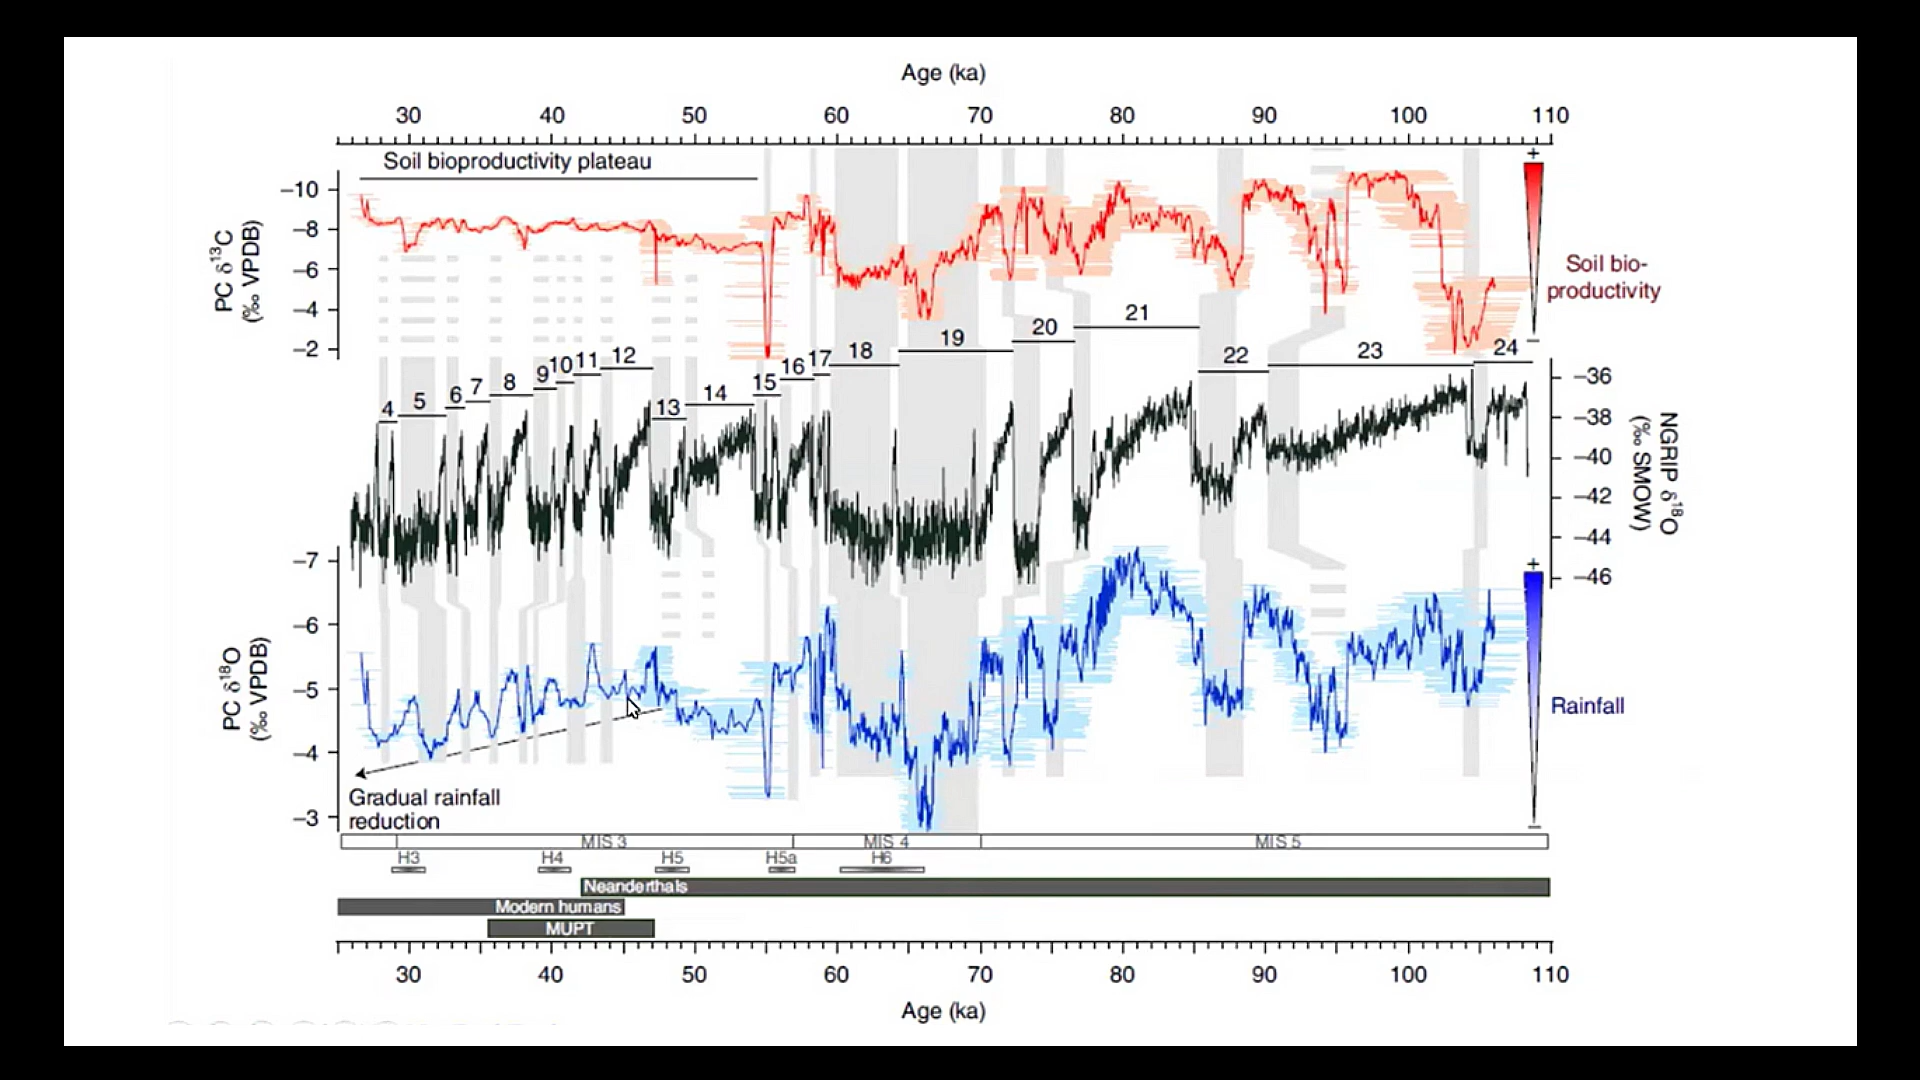 Age (ka)
30 40 50 60 70 80 90 100 110
Soil bioproductivity plateau
+
−10
−8
−6
−4
−2
PC δ13C
(‰ VPDB)
Soil bio-
productivity
−
4 5 6 7 8 9 10 11 12 13 14 15 16 17 18 19 20 21 22 23 24
−36
−38
−40
−42
−44
−46
NGRIP δ18O
(‰ SMOW)
+
−7
−6
−5
−4
−3
PC δ18O
(‰ VPDB)
Rainfall
−
Gradual rainfall
reduction
MIS 3 MIS 4 MIS 5
H3 H4 H5 H5a H6
Neanderthals
Modern humans
MUPT
30 40 50 60 70 80 90 100 110
Age (ka)